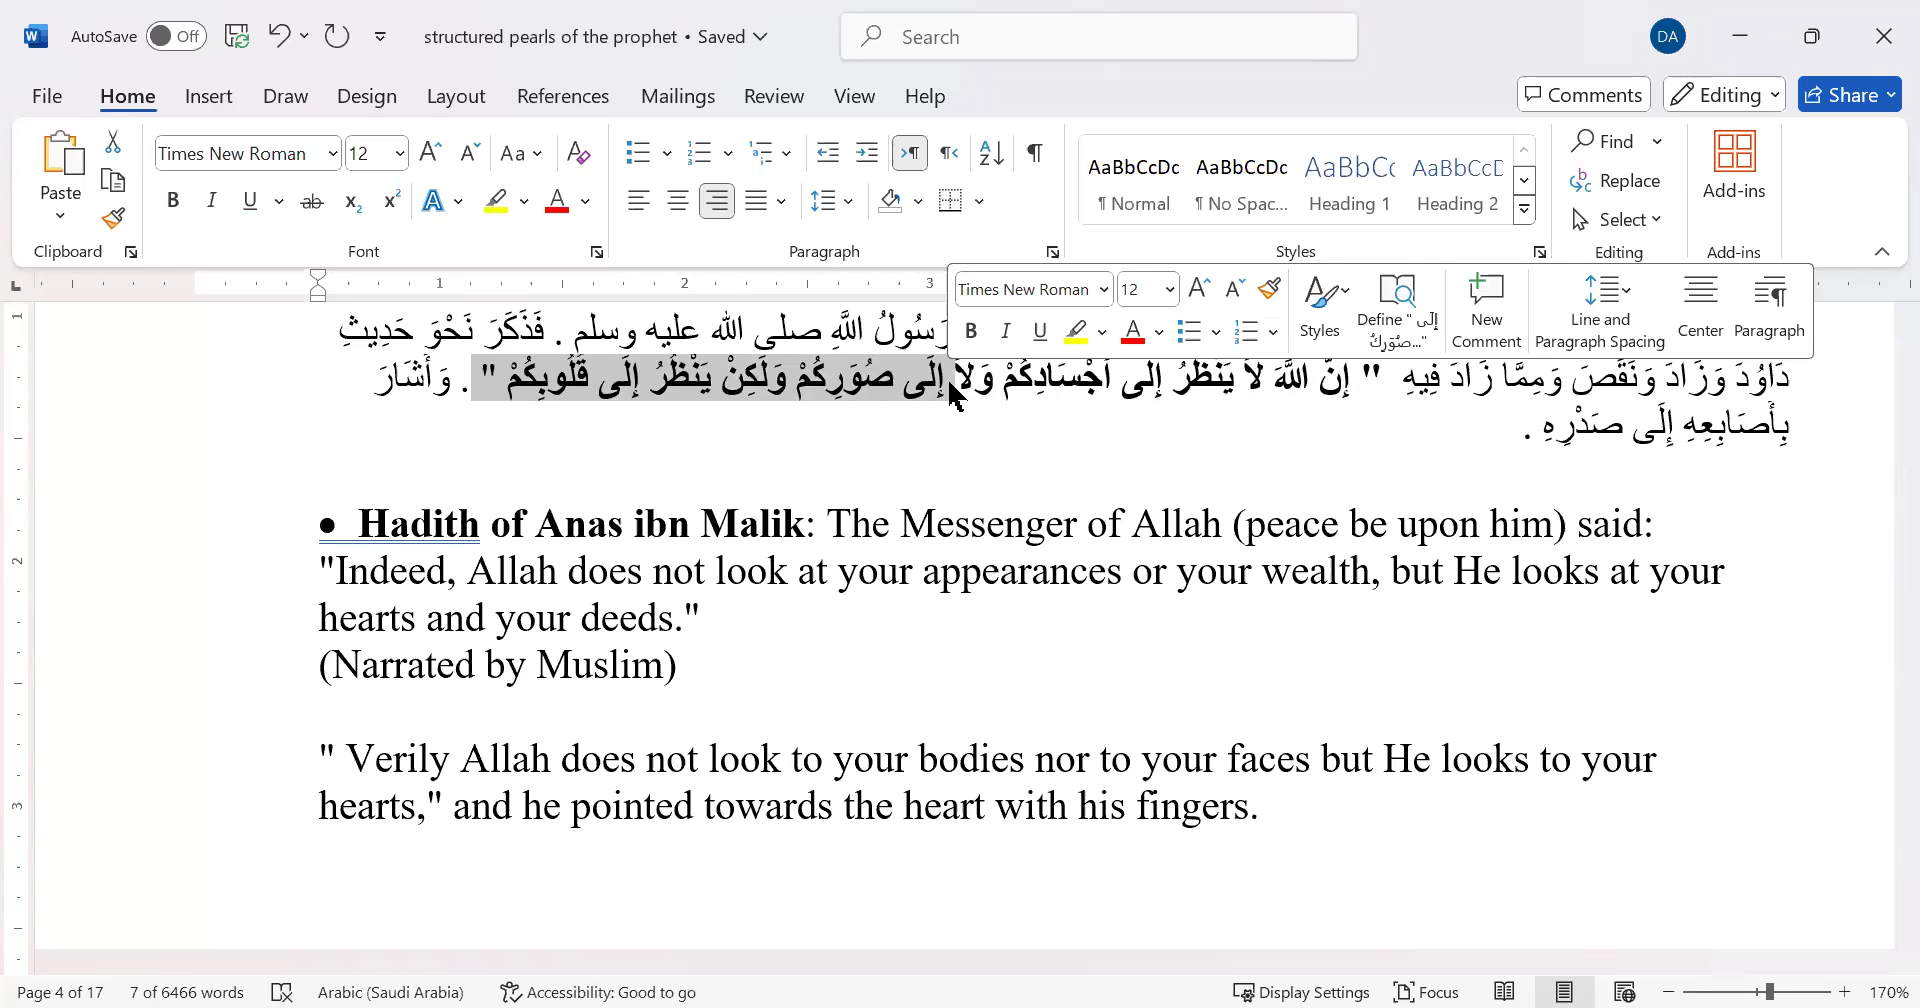 AutoSave Off structured pearls of the prophet • Saved Search DA
File Home Insert Draw Design Layout References Mailings Review View Help Comments Editing Share
Paste Times New Roman 12 Aa AaBbCcDc AaBbCcDc AaBbCc AaBbCcD Find Replace Select Add-ins
¶ Normal ¶ No Spac... Heading 1 Heading 2
Clipboard Font Paragraph Styles Editing Add-ins
Times New Roman 12 Styles Define "إِلَى صُوَرِكُ..." New Comment Line and Paragraph Spacing Center Paragraph
رَسُولُ اللَّهِ صلى الله عليه وسلم . فَذَكَرَ نَحْوَ حَدِيثِ
دَاوُدَ وَزَادَ وَنَقَصَ وَمِمَّا زَادَ فِيهِ " إِنَّ اللَّهَ لاَ يَنْظُرُ إِلَى أَجْسَادِكُمْ وَلاَ إِلَى صُوَرِكُمْ وَلَكِنْ يَنْظُرُ إِلَى قُلُوبِكُمْ " . وَأَشَارَ
بِأَصَابِعِهِ إِلَى صَدْرِهِ .
• Hadith of Anas ibn Malik: The Messenger of Allah (peace be upon him) said:
"Indeed, Allah does not look at your appearances or your wealth, but He looks at your
hearts and your deeds."
(Narrated by Muslim)
" Verily Allah does not look to your bodies nor to your faces but He looks to your
hearts," and he pointed towards the heart with his fingers.
Page 4 of 17 7 of 6466 words Arabic (Saudi Arabia) Accessibility: Good to go Display Settings Focus 170%